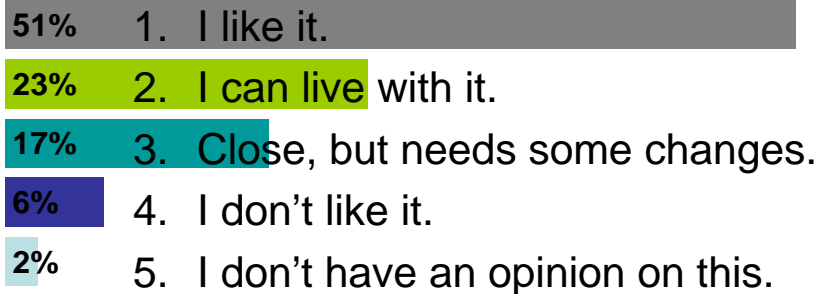 51% 1. I like it.
23% 2. I can live with it.
17% 3. Close, but needs some changes.
6% 4. I don’t like it.
2% 5. I don’t have an opinion on this.